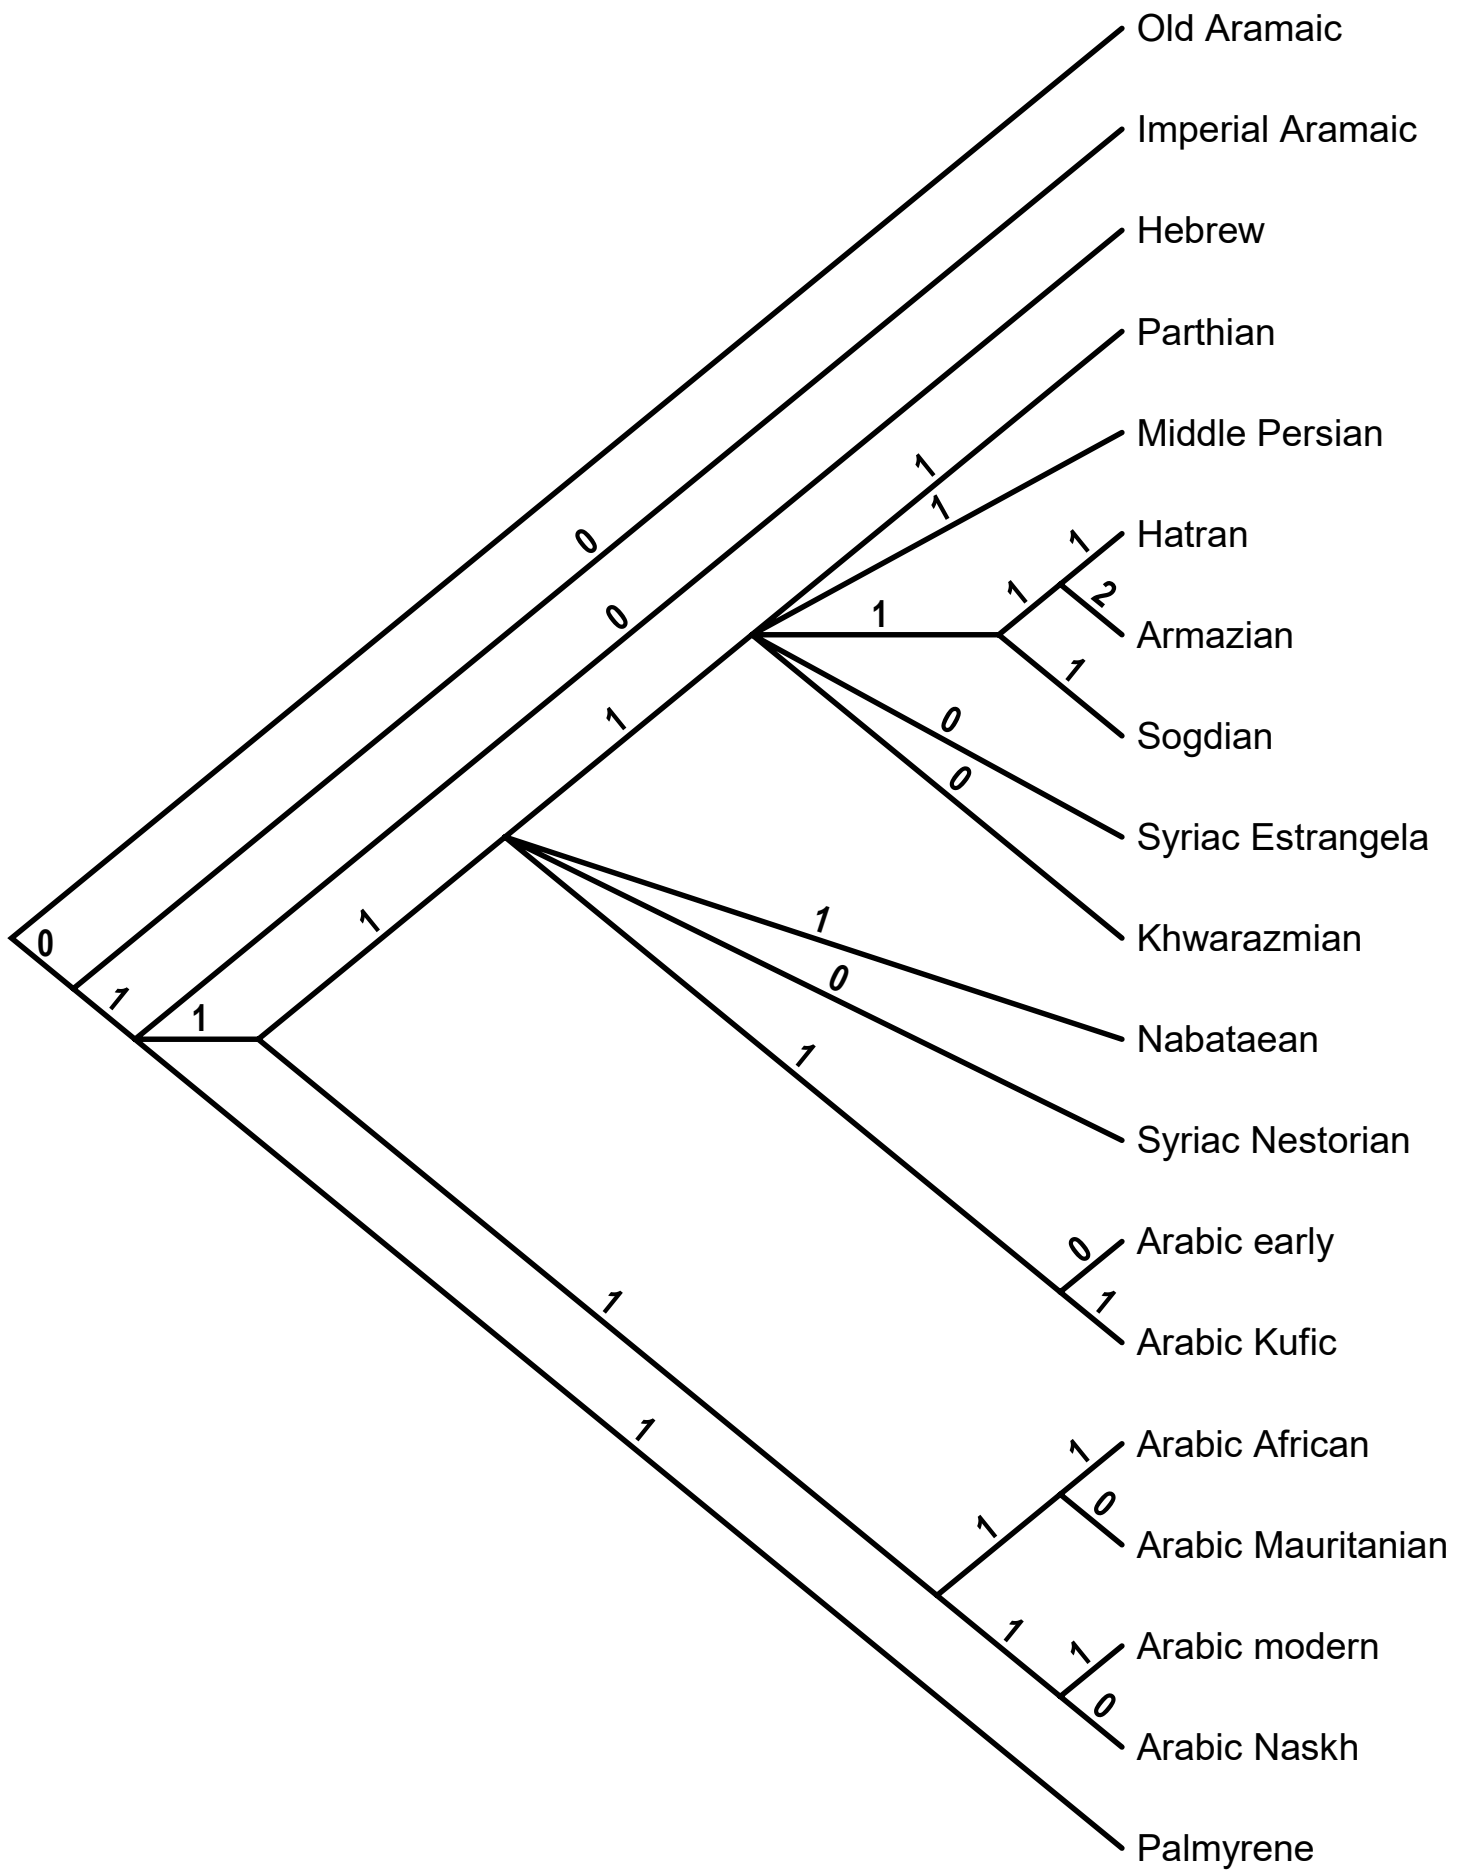 Old Aramaic
Imperial Aramaic
Hebrew
Parthian
1
Middle Persian
1
Hatran
1
0
1
2
1
Armazian
0
1
Sogdian
1
0
0
Syriac Estrangela
1
1
Khwarazmian
0
1
1
0
Nabataean
1
Syriac Nestorian
0
Arabic early
1
1
Arabic Kufic
1
1
Arabic African
1
0
Arabic Mauritanian
1
1
Arabic modern
0
Arabic Naskh
Palmyrene